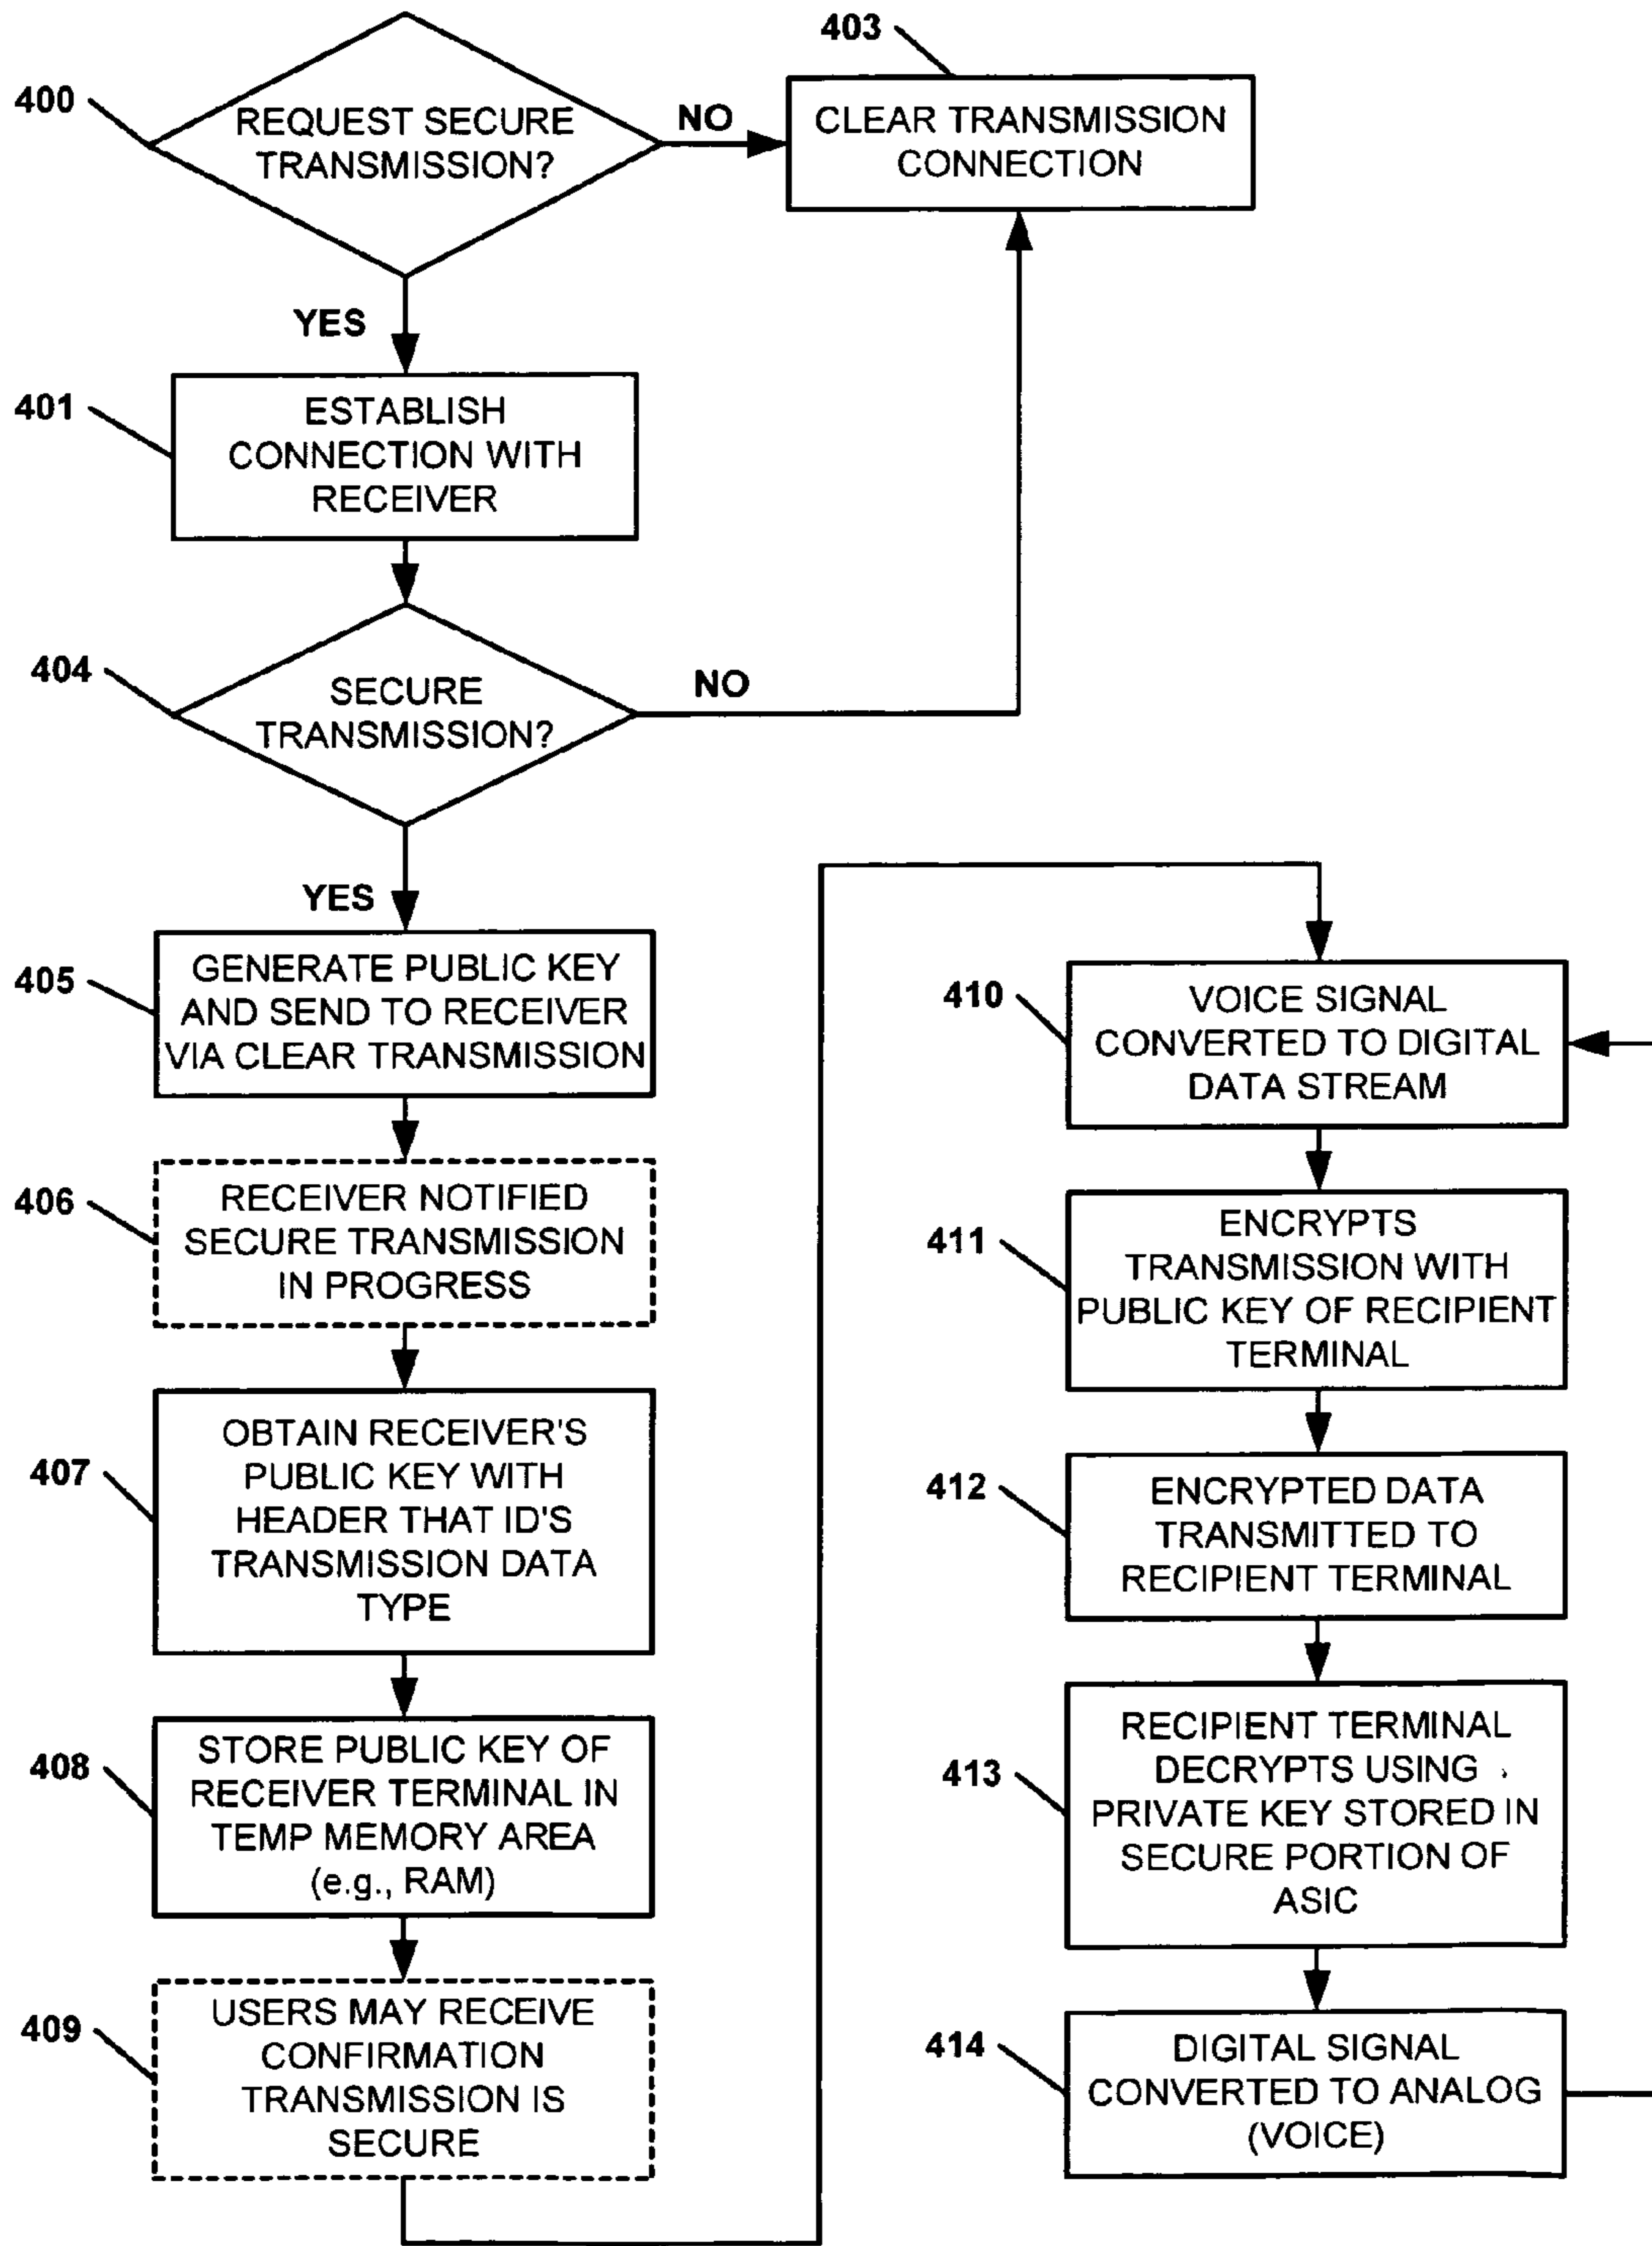 400
REQUEST SECURE
TRANSMISSION?
NO
403
CLEAR TRANSMISSION
CONNECTION
YES
401
ESTABLISH
CONNECTION WITH
RECEIVER
404
SECURE
TRANSMISSION?
NO
YES
405
GENERATE PUBLIC KEY
AND SEND TO RECEIVER
VIA CLEAR TRANSMISSION
406
RECEIVER NOTIFIED
SECURE TRANSMISSION
IN PROGRESS
407
OBTAIN RECEIVER'S
PUBLIC KEY WITH
HEADER THAT ID'S
TRANSMISSION DATA
TYPE
408
STORE PUBLIC KEY OF
RECEIVER TERMINAL IN
TEMP MEMORY AREA
(e.g., RAM)
409
USERS MAY RECEIVE
CONFIRMATION
TRANSMISSION IS
SECURE
410
VOICE SIGNAL
CONVERTED TO DIGITAL
DATA STREAM
411
ENCRYPTS
TRANSMISSION WITH
PUBLIC KEY OF RECIPIENT
TERMINAL
412
ENCRYPTED DATA
TRANSMITTED TO
RECIPIENT TERMINAL
413
RECIPIENT TERMINAL
DECRYPTS USING
PRIVATE KEY STORED IN
SECURE PORTION OF
ASIC
414
DIGITAL SIGNAL
CONVERTED TO ANALOG
(VOICE)